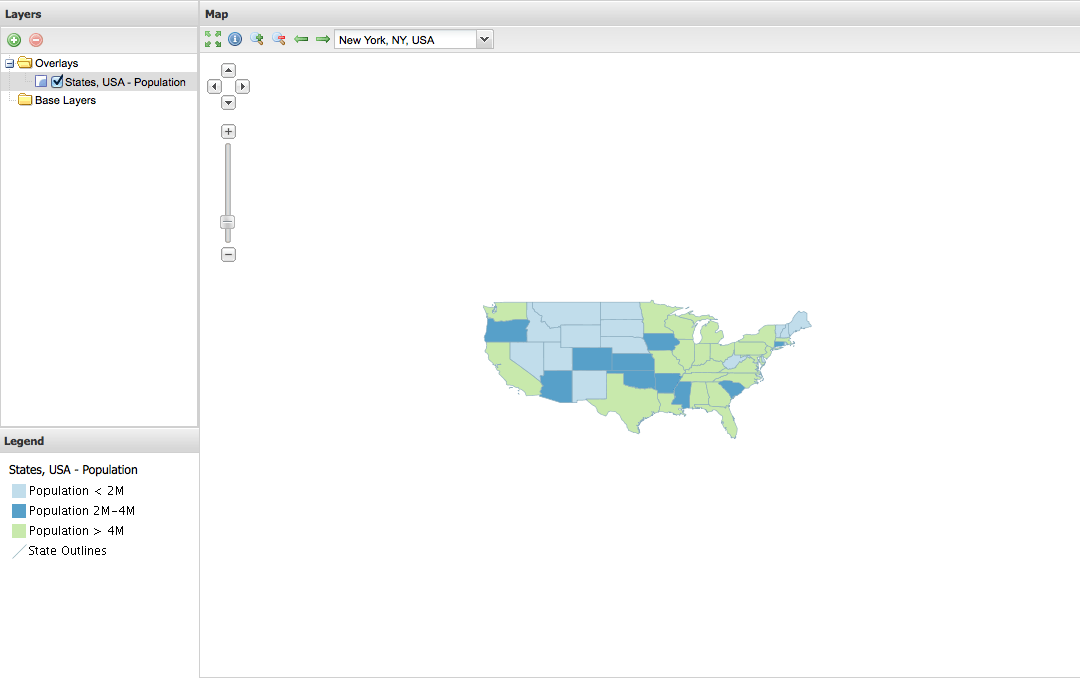 Layers
Map
New York, NY, USA
Overlays
States, USA - Population
Base Layers
Legend
States, USA - Population
Population < 2M
Population 2M-4M
Population > 4M
State Outlines